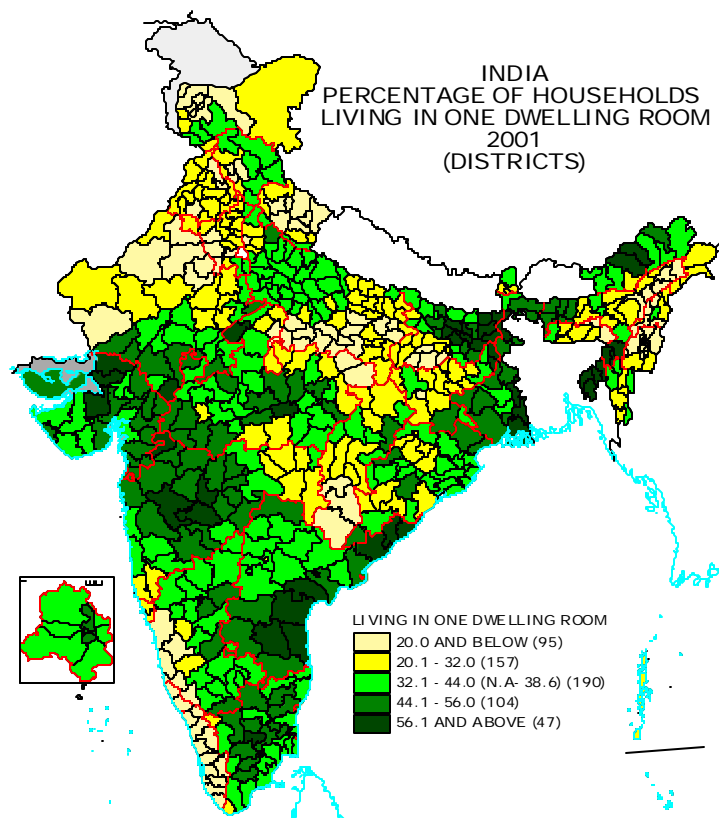 INDIA
PERCENTAGE OF HOUSEHOLDS
LIVING IN ONE DWELLING ROOM
2001
(DISTRICTS)
LIVING IN ONE DWELLING ROOM
20.0 AND BELOW (95)
20.1 - 32.0 (157)
32.1 - 44.0 (N.A- 38.6) (190)
44.1 - 56.0 (104)
56.1 AND ABOVE (47)